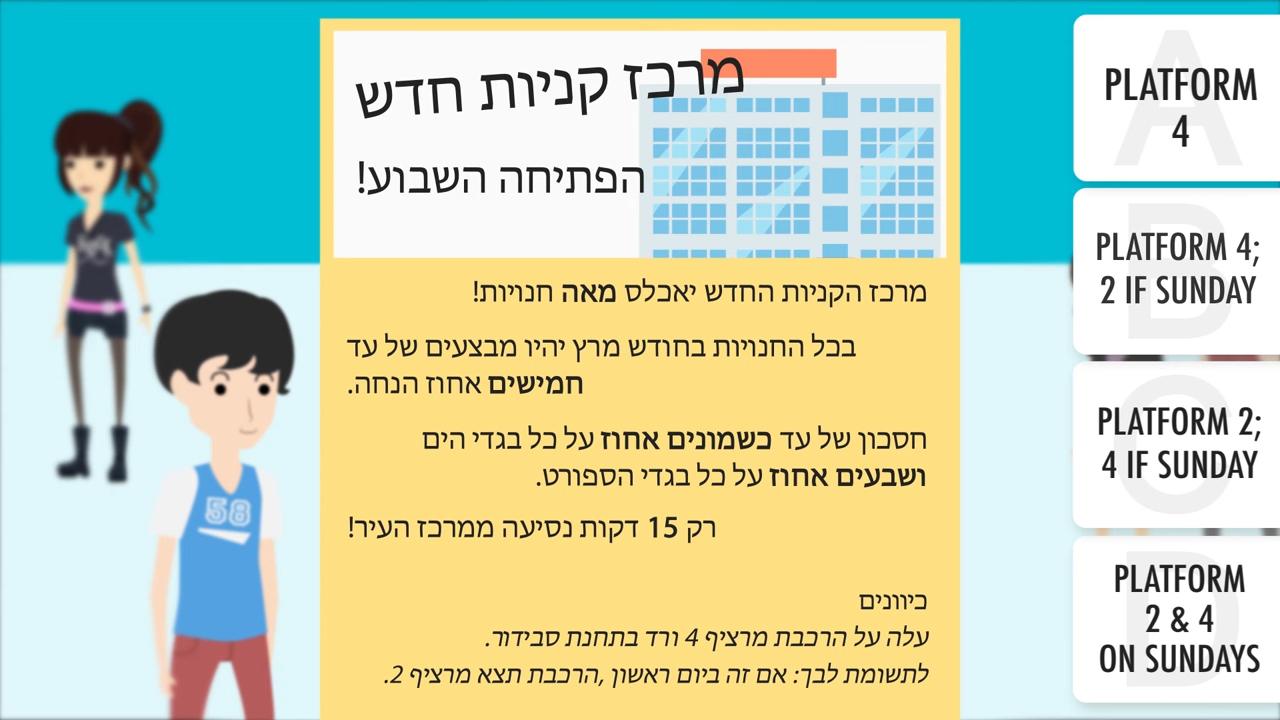 מרכז קניות חדש
הפתיחה השבוע!
מרכז הקניות החדש יאכלס מאה חנויות!
בכל החנויות בחודש מרץ יהיו מבצעים של עד
חמישים אחוז הנחה.
חסכון של עד כשמונים אחוז על כל בגדי הים
ושבעים אחוז על כל בגדי הספורט.
רק 15 דקות נסיעה ממרכז העיר!
כיוונים
עלה על הרכבת מרציף 4 ורד בתחנת סבידור.
לתשומת לבך: אם זה ביום ראשון ,הרכבת תצא מרציף 2.
58
A
PLATFORM
4
B
PLATFORM 4;
2 IF SUNDAY
C
PLATFORM 2;
4 IF SUNDAY
D
PLATFORM
2 & 4
ON SUNDAYS